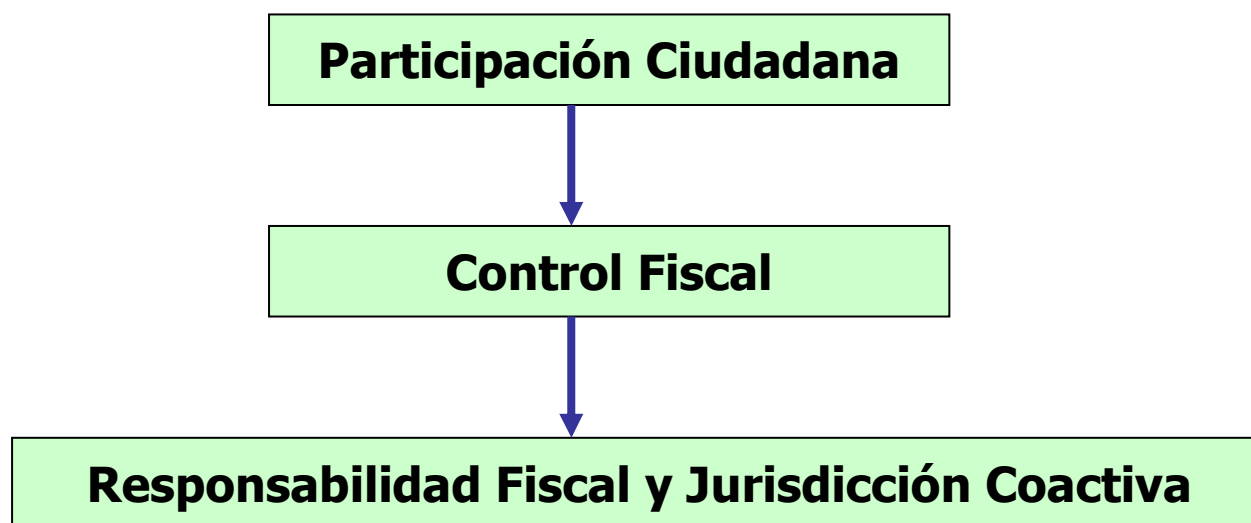 Participación Ciudadana
Control Fiscal
Responsabilidad Fiscal y Jurisdicción Coactiva